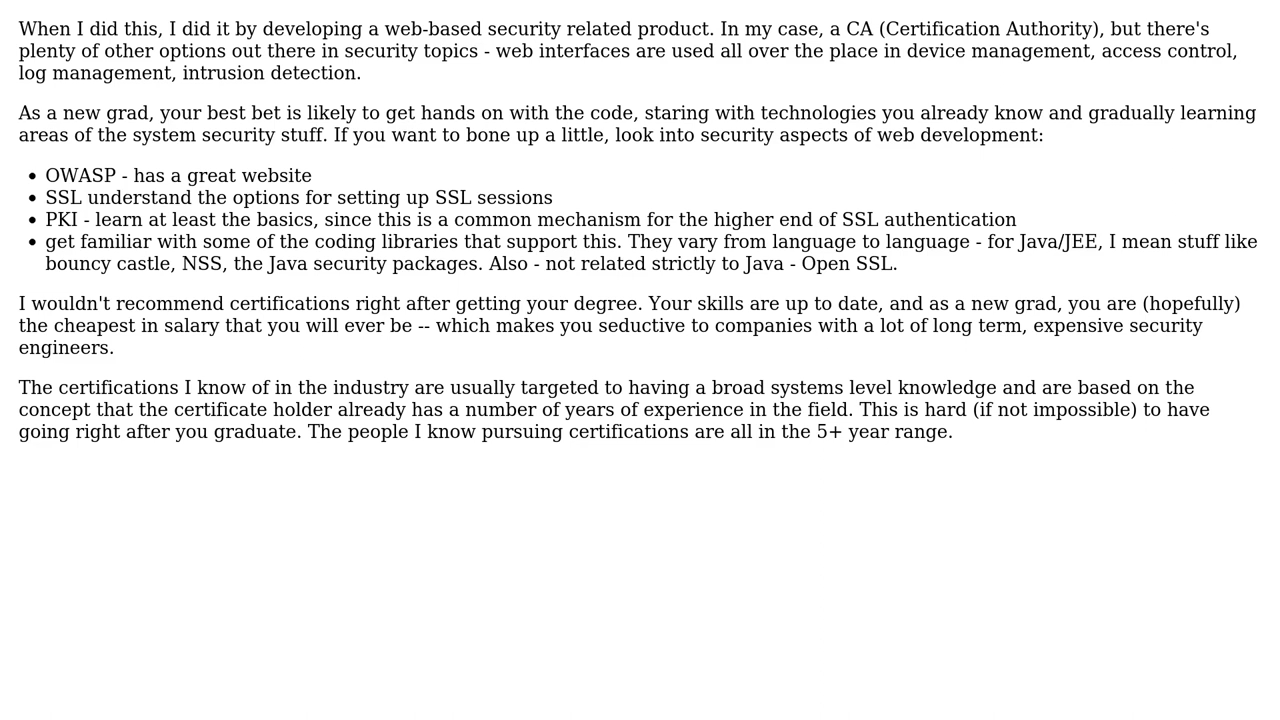 When I did this, I did it by developing a web-based security related product. In my case, a CA (Certification Authority), but there's
plenty of other options out there in security topics - web interfaces are used all over the place in device management, access control,
log management, intrusion detection.
As a new grad, your best bet is likely to get hands on with the code, staring with technologies you already know and gradually learning
areas of the system security stuff. If you want to bone up a little, look into security aspects of web development:
• OWASP - has a great website
• SSL understand the options for setting up SSL sessions
• PKI - learn at least the basics, since this is a common mechanism for the higher end of SSL authentication
• get familiar with some of the coding libraries that support this. They vary from language to language - for Java/JEE, I mean stuff like
bouncy castle, NSS, the Java security packages. Also - not related strictly to Java - Open SSL.
I wouldn't recommend certifications right after getting your degree. Your skills are up to date, and as a new grad, you are (hopefully)
the cheapest in salary that you will ever be -- which makes you seductive to companies with a lot of long term, expensive security
engineers.
The certifications I know of in the industry are usually targeted to having a broad systems level knowledge and are based on the
concept that the certificate holder already has a number of years of experience in the field. This is hard (if not impossible) to have
going right after you graduate. The people I know pursuing certifications are all in the 5+ year range.